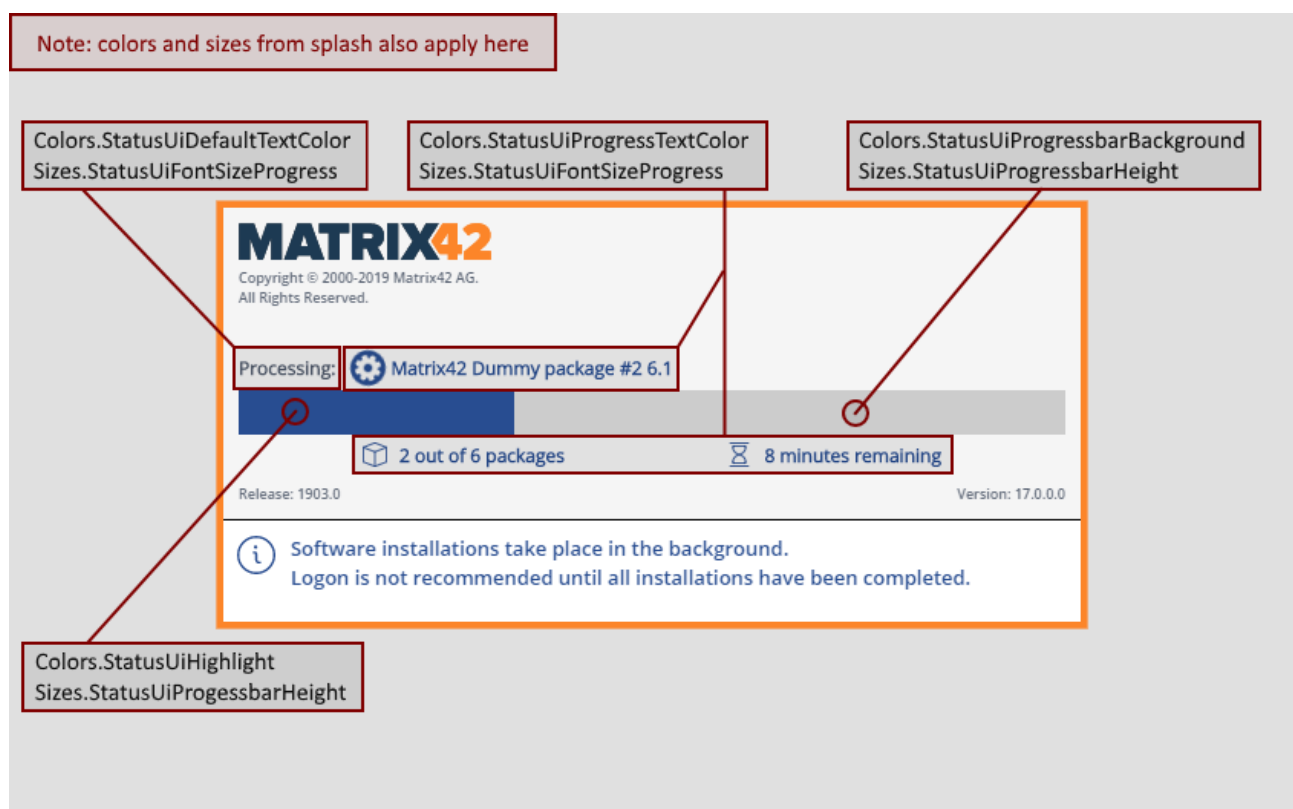 Note: colors and sizes from splash also apply here
Colors.StatusUiDefaultTextColor
Sizes.StatusUiFontSizeProgress
Colors.StatusUiProgressTextColor
Sizes.StatusUiFontSizeProgress
Colors.StatusUiProgressbarBackground
Sizes.StatusUiProgressbarHeight
MATRIX42
Copyright © 2000-2019 Matrix42 AG.
All Rights Reserved.
Processing:
Matrix42 Dummy package #2 6.1
2 out of 6 packages
8 minutes remaining
Release: 1903.0
Version: 17.0.0.0
Software installations take place in the background.
Logon is not recommended until all installations have been completed.
Colors.StatusUiHighlight
Sizes.StatusUiProgessbarHeight